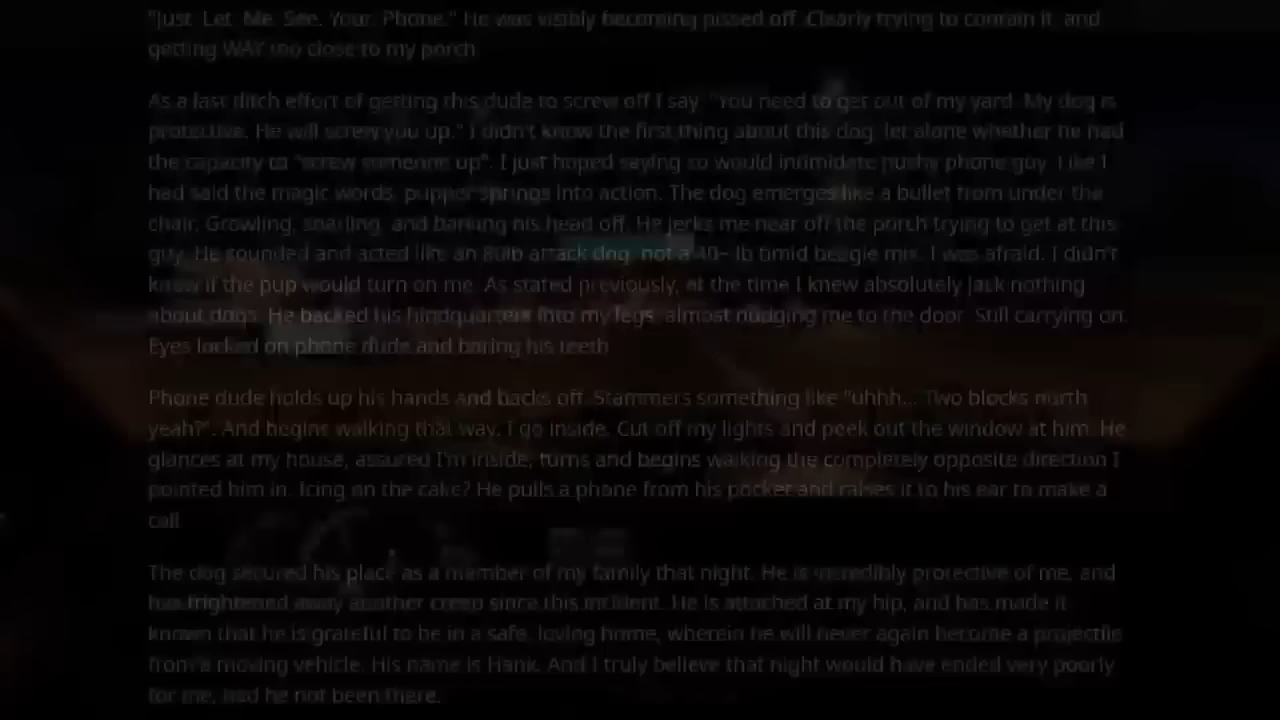 "Just. Let. Me. See. Your. Phone." He was visibly becoming pissed off. Clearly trying to contain it, and
getting WAY too close to my porch.
As a last ditch effort of getting this dude to screw off I say, "You need to get out of my yard. My dog is
protective. He will screw you up." I didn't know the first thing about this dog, let alone whether he had
the capacity to "screw someone up". I just hoped saying so would intimidate pushy phone guy. Like I
had said the magic words, pupper springs into action. The dog emerges like a bullet from under the
chair. Growling, snarling, and barking his head off. He jerks me near off the porch trying to get at this
guy. He sounded and acted like an 80lb attack dog, not a 40- lb timid beagle mix. I was afraid. I didn't
know if the pup would turn on me. As stated previously, at the time I knew absolutely jack nothing
about dogs. He backed his hindquarters into my legs, almost nudging me to the door. Still carrying on.
Eyes locked on phone dude and baring his teeth.
Phone dude holds up his hands and backs off. Stammers something like "uhhh... Two blocks north
yeah?". And begins walking that way. I go inside. Cut off my lights and peek out the window at him. He
glances at my house, assured I'm inside, turns and begins walking the completely opposite direction I
pointed him in. Icing on the cake? He pulls a phone from his pocket and raises it to his ear to make a
call.
The dog secured his place as a member of my family that night. He is incredibly protective of me, and
has frightened away another creep since this incident. He is attached at my hip, and has made it
known that he is grateful to be in a safe, loving home, wherein he will never again become a projectile
from a moving vehicle. His name is Hank. And I truly believe that night would have ended very poorly
for me, had he not been there.